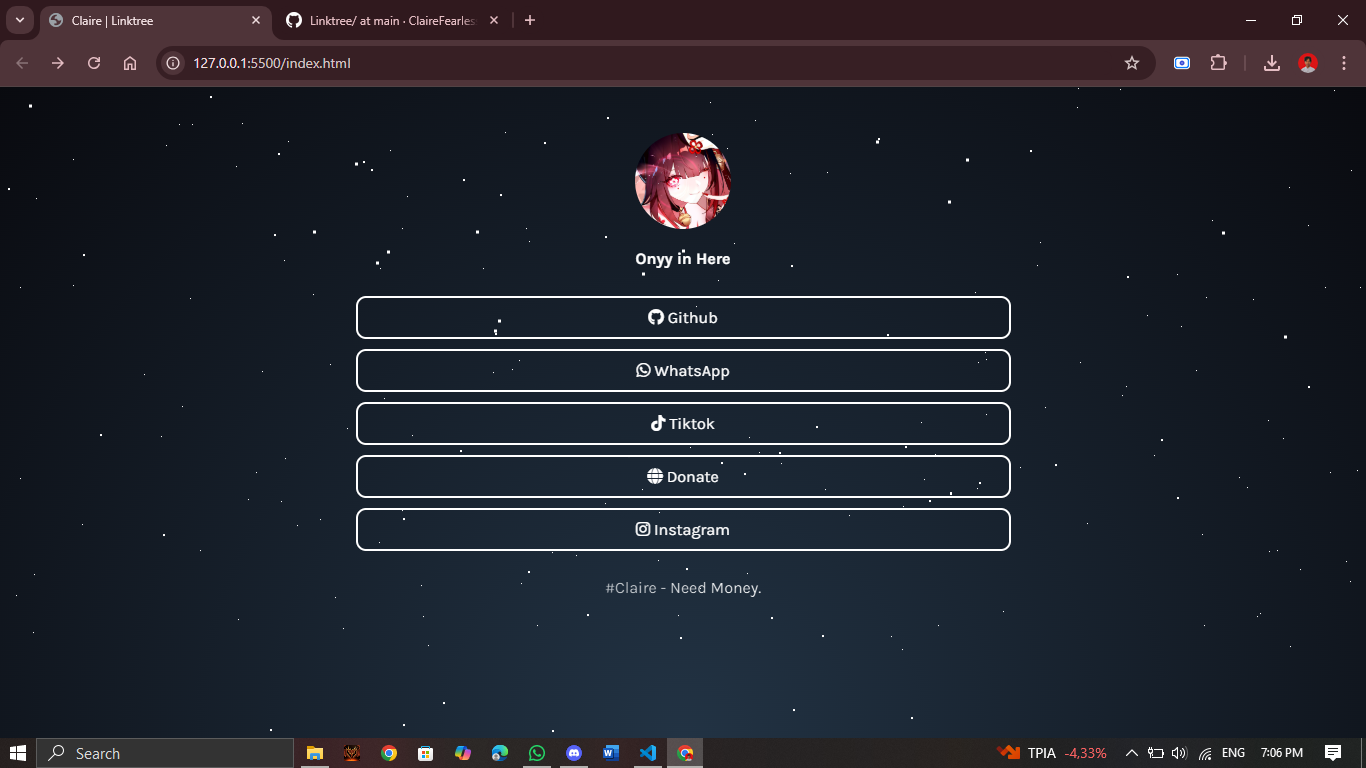 Claire | Linktree
Linktree/ at main · ClaireFearles
127.0.0.1:5500/index.html
Onyy in Here
Github
WhatsApp
Tiktok
Donate
Instagram
#Claire - Need Money.
Search
TPIA -4,33%
ENG
7:06 PM